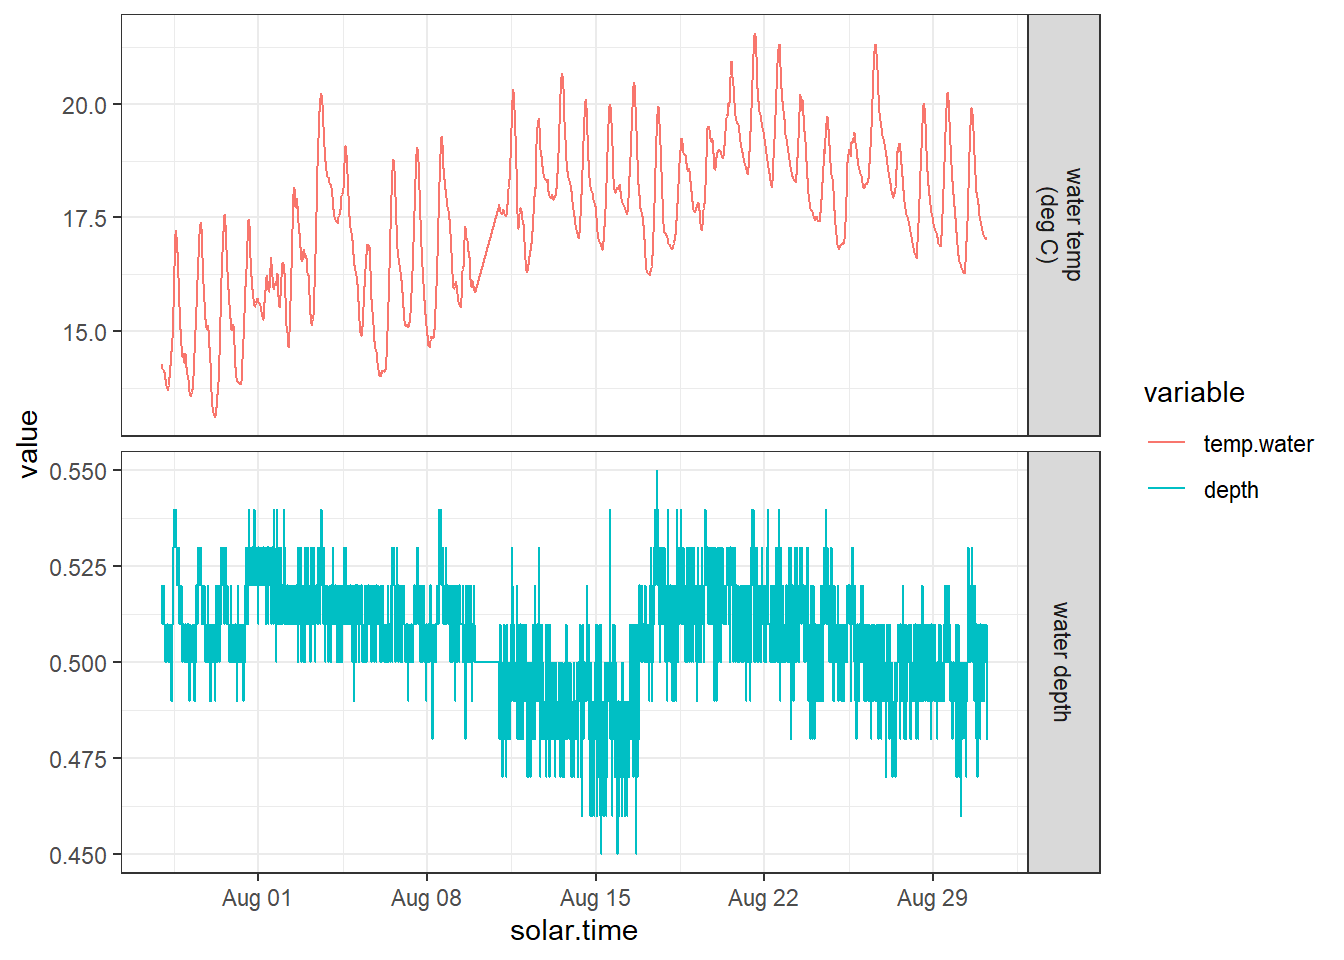 value
20.0
17.5
15.0
water temp
(deg C)
0.550
0.525
0.500
0.475
0.450
water depth
Aug 01
Aug 08
Aug 15
Aug 22
Aug 29
solar.time
variable
temp.water
depth